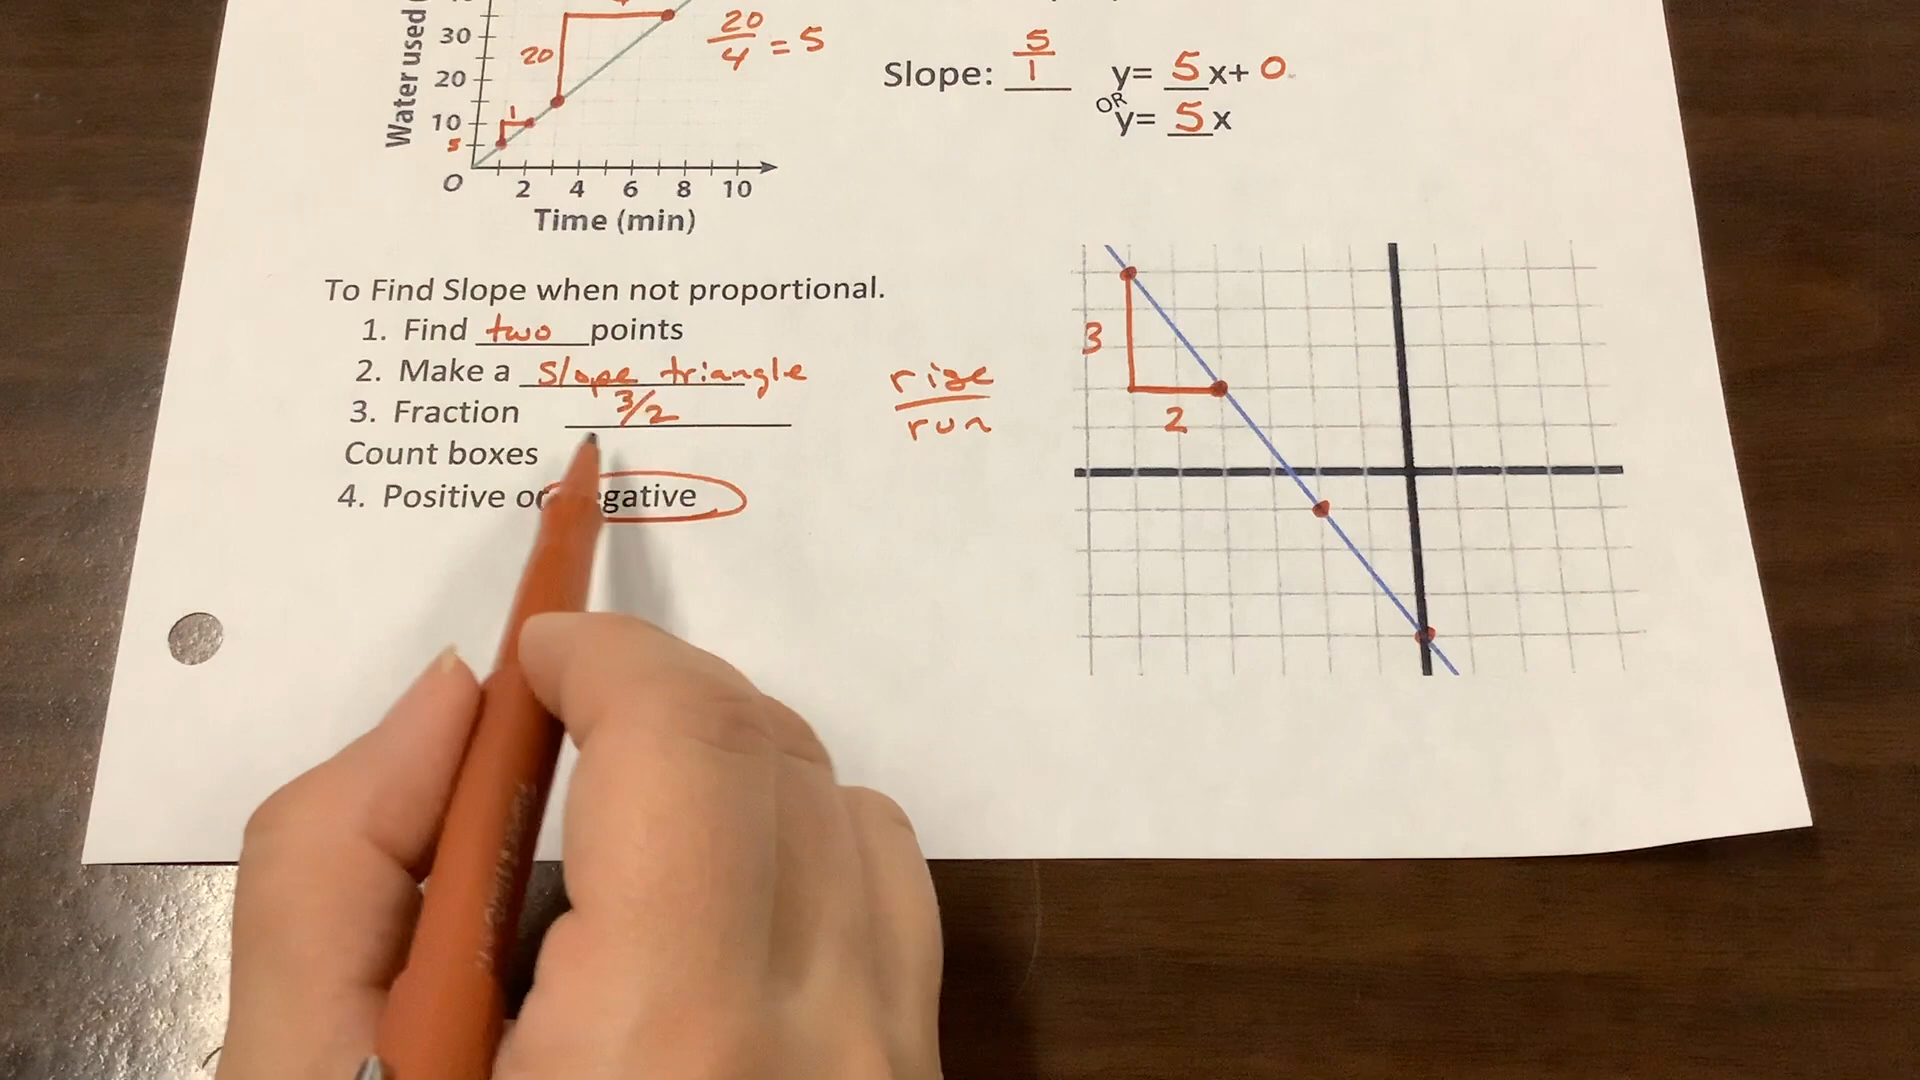 Water used
30
20
10
5
O
2 4 6 8 10
Time (min)
20
1
20/4 = 5
Slope: 5/1
y= 5x+ 0
OR
y= 5x
To Find Slope when not proportional.
1. Find two points
2. Make a slope triangle
3. Fraction 3/2
Count boxes
4. Positive or
rise
run
3
2